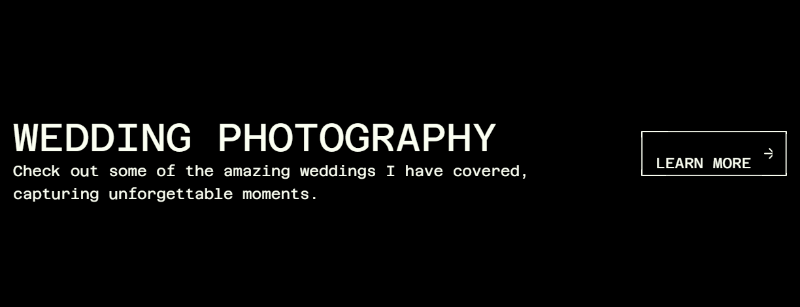 WEDDING PHOTOGRAPHY
Check out some of the amazing weddings I have covered,
capturing unforgettable moments.
LEARN MORE →